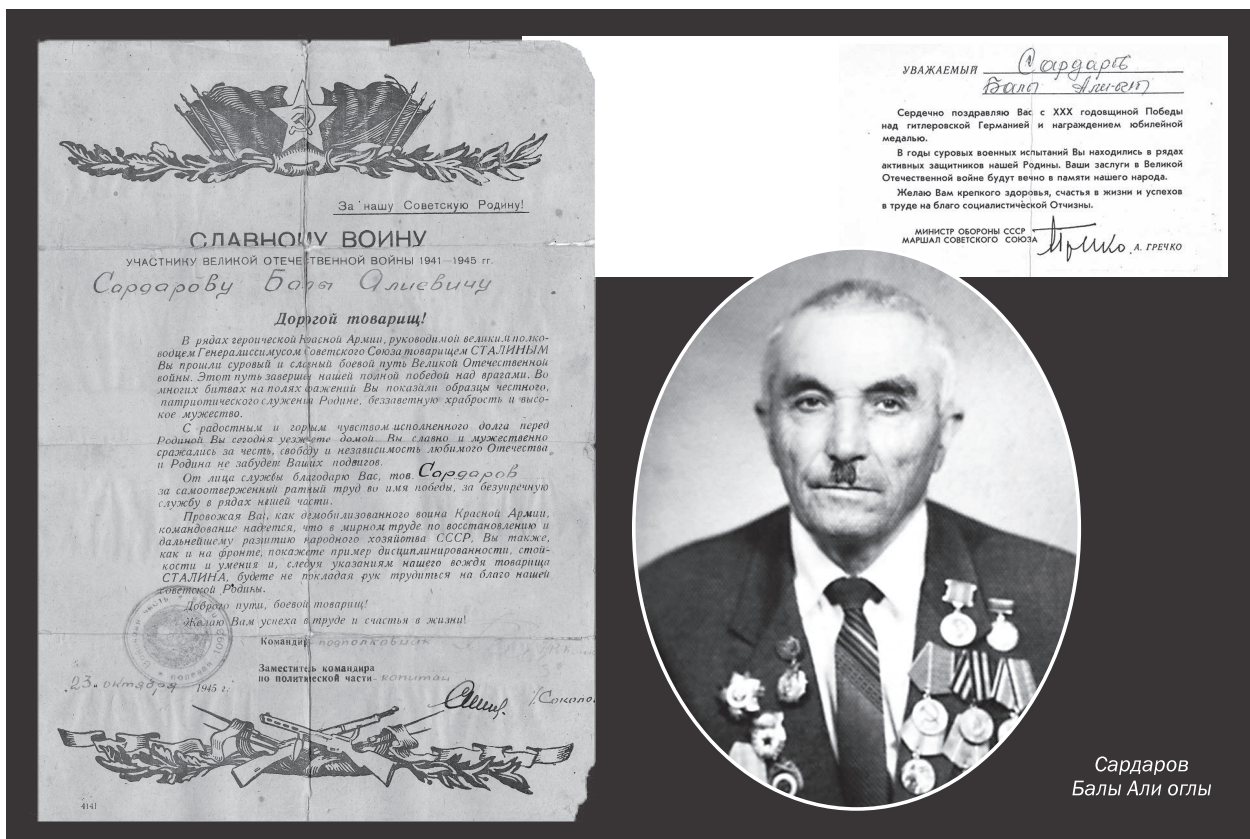 За нашу Советскую Родину!
СЛАВНОМУ ВОИНУ
УЧАСТНИКУ ВЕЛИКОЙ ОТЕЧЕСТВЕННОЙ ВОЙНЫ 1941—1945 гг.
Сардарову Балы Алиевичу
Дорогой товарищ!
В рядах героической Красной Армии, руководимой великим полко-
водцем Генералиссимусом Советского Союза товарищем СТАЛИНЫМ
Вы прошли суровый и славный боевой путь Великой Отечественной
войны. Этот путь завершен нашей полной победой над врагами. Во
многих битвах на полях сражений Вы показали образцы честного,
патриотического служения Родине, беззаветную храбрость и высо-
кое мужество.
С радостным и гордым чувством исполненного долга перед
Родиной Вы сегодня уезжаете домой. Вы славно и мужественно
сражались за честь, свободу и независимость любимого Отечества
и Родина не забудет Ваших подвигов.
От лица службы благодарю Вас, тов. Сардаров
за самоотверженный ратный труд во имя победы, за безупречную
службу в рядах нашей части.
Провожая Вас, как демобилизованного воина Красной Армии,
командование надеется, что в мирном труде по восстановлению и
дальнейшему развитию народного хозяйства СССР, Вы также,
как и на фронте, покажете пример дисциплинированности, стой-
кости и умения и, следуя указаниям нашего вождя товарища
СТАЛИНА, будете не покладая рук трудиться на благо нашей
Советской Родины.
Доброго пути, боевой товарищ!
Желаю Вам успеха в труде и счастья в жизни!
Командир подполковник
Заместитель командира
по политической части - капитан
23. октября 1945 г.
/Соколо
4141
УВАЖАЕМЫЙ Сардаров
Балы Али-оглы
Сердечно поздравляю Вас с XXX годовщиной Победы
над гитлеровской Германией и награждением юбилейной
медалью.
В годы суровых военных испытаний Вы находились в рядах
активных защитников нашей Родины. Ваши заслуги в Великой
Отечественной войне будут вечно в памяти нашего народа.
Желаю Вам крепкого здоровья, счастья в жизни и успехов
в труде на благо социалистической Отчизны.
МИНИСТР ОБОРОНЫ СССР
МАРШАЛ СОВЕТСКОГО СОЮЗА
А. ГРЕЧКО
Сардаров
Балы Али оглы